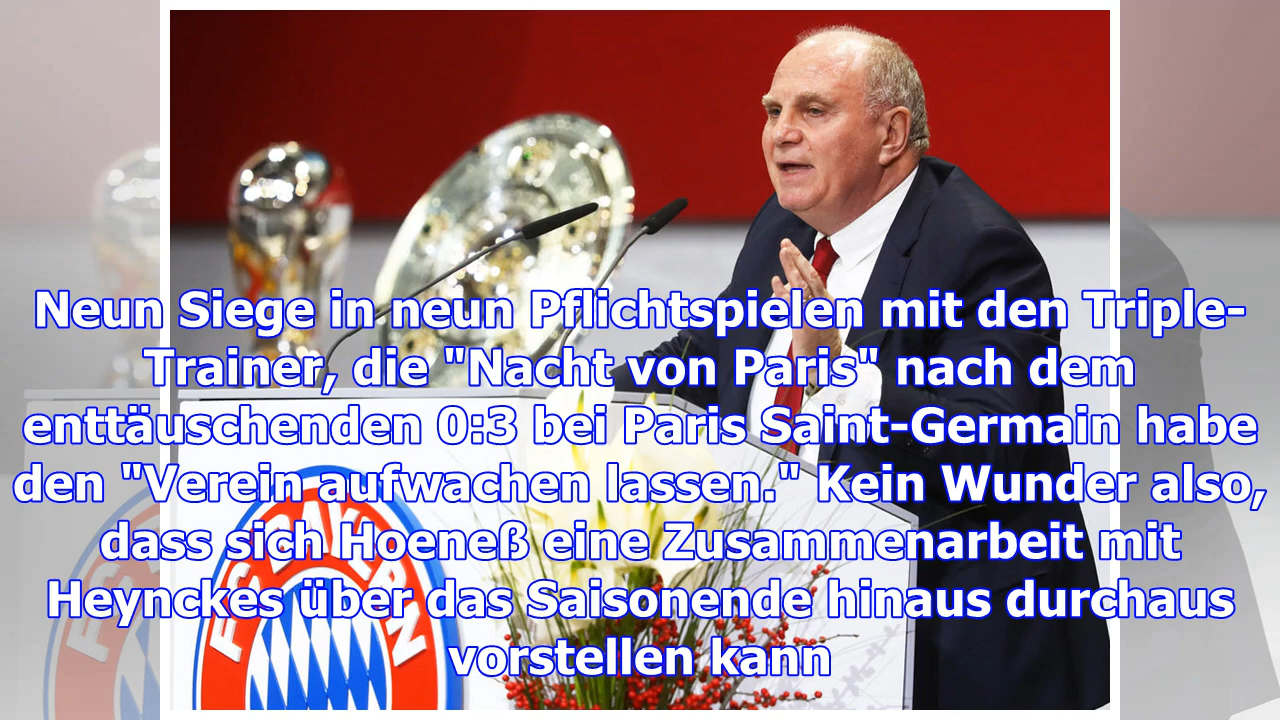 Neun Siege in neun Pflichtspielen mit den Triple-
Trainer, die "Nacht von Paris" nach dem
enttäuschenden 0:3 bei Paris Saint-Germain habe
den "Verein aufwachen lassen." Kein Wunder also,
dass sich Hoeneß eine Zusammenarbeit mit
Heynckes über das Saisonende hinaus durchaus
vorstellen kann
FC BAYERN